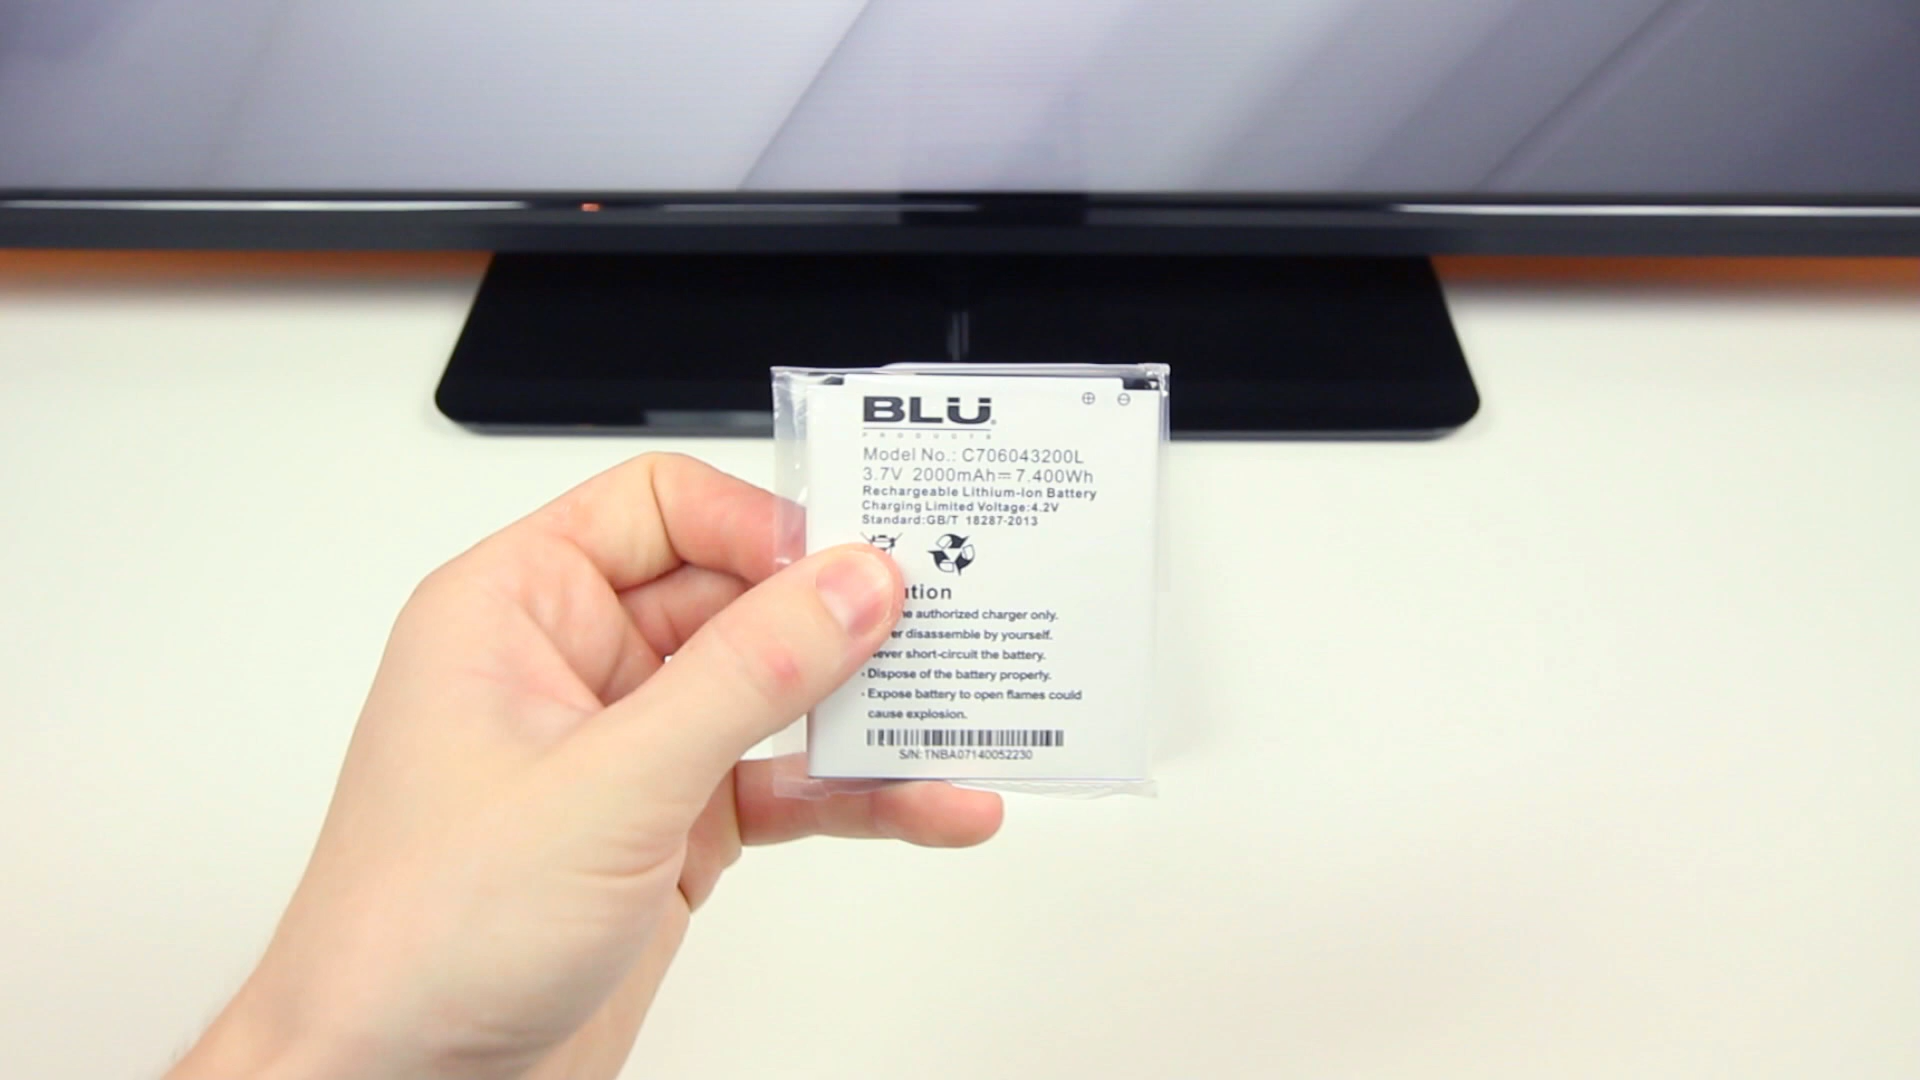 BLÜ
PRODUCTS
Model No.: C706043200L
3.7V 2000mAh=7.400Wh
Rechargeable Lithium-Ion Battery
Charging Limited Voltage:4.2V
Standard:GB/T 18287-2013
authorized charger only.
disassemble by yourself.
short-circuit the battery.
· Dispose of the battery properly.
· Expose battery to open flames could
cause explosion.
S/N: TNBA07140052230